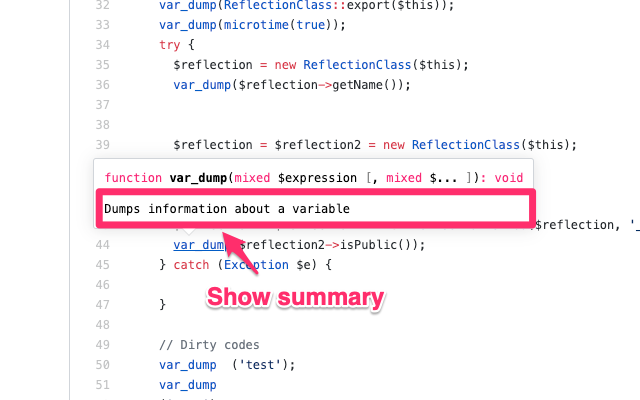 32 var_dump(ReflectionClass::export($this));
33 var_dump(microtime(true));
34 try {
35 $reflection = new ReflectionClass($this);
36 var_dump($reflection->getName());
37
38
39 $reflection = $reflection2 = new ReflectionClass($this);
function var_dump(mixed $expression [, mixed $... ]): void
Dumps information about a variable
$reflection, '_
44 var_dump($reflection2->isPublic());
45 } catch (Exception $e) {
46
47 }
Show summary
48
49 // Dirty codes
50 var_dump ('test');
51 var_dump